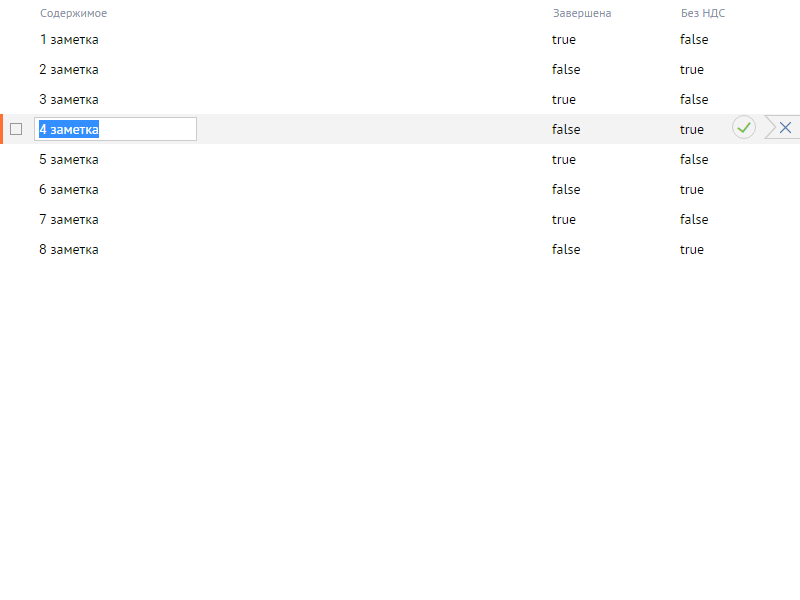 Содержимое Завершена Без НДС
1 заметка true false
2 заметка false true
3 заметка true false
4 заметка false true
5 заметка true false
6 заметка false true
7 заметка true false
8 заметка false true